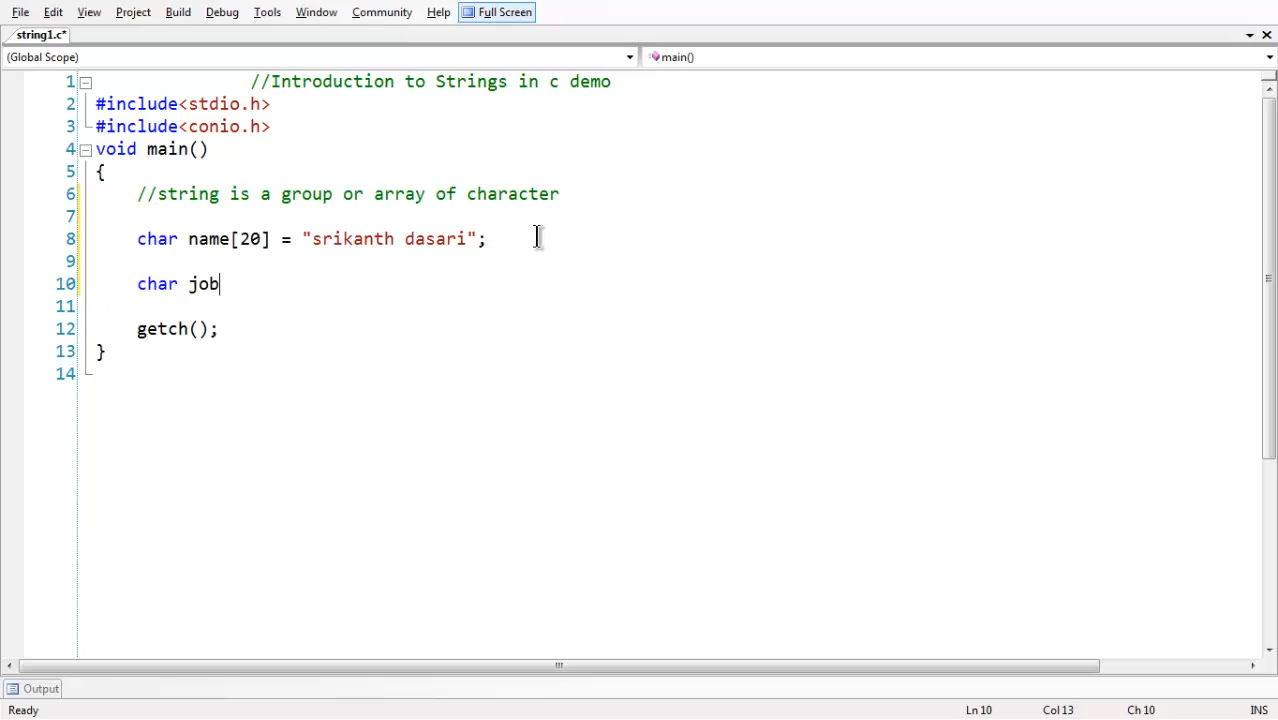 File Edit View Project Build Debug Tools Window Community Help Full Screen
string1.c*
(Global Scope) main()
1 //Introduction to Strings in c demo
2 #include<stdio.h>
3 #include<conio.h>
4 void main()
5 {
6 //string is a group or array of character
7
8 char name[20] = "srikanth dasari";
9
10 char job
11
12 getch();
13 }
14
Output
Ready Ln 10 Col 13 Ch 10 INS